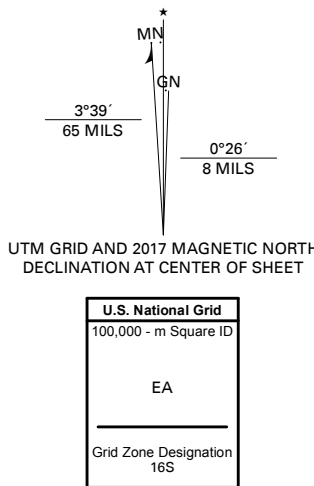 MN
GN
3°39´
65 MILS
0°26´
8 MILS
UTM GRID AND 2017 MAGNETIC NORTH
DECLINATION AT CENTER OF SHEET
U.S. National Grid
100,000 - m Square ID
EA
Grid Zone Designation
16S